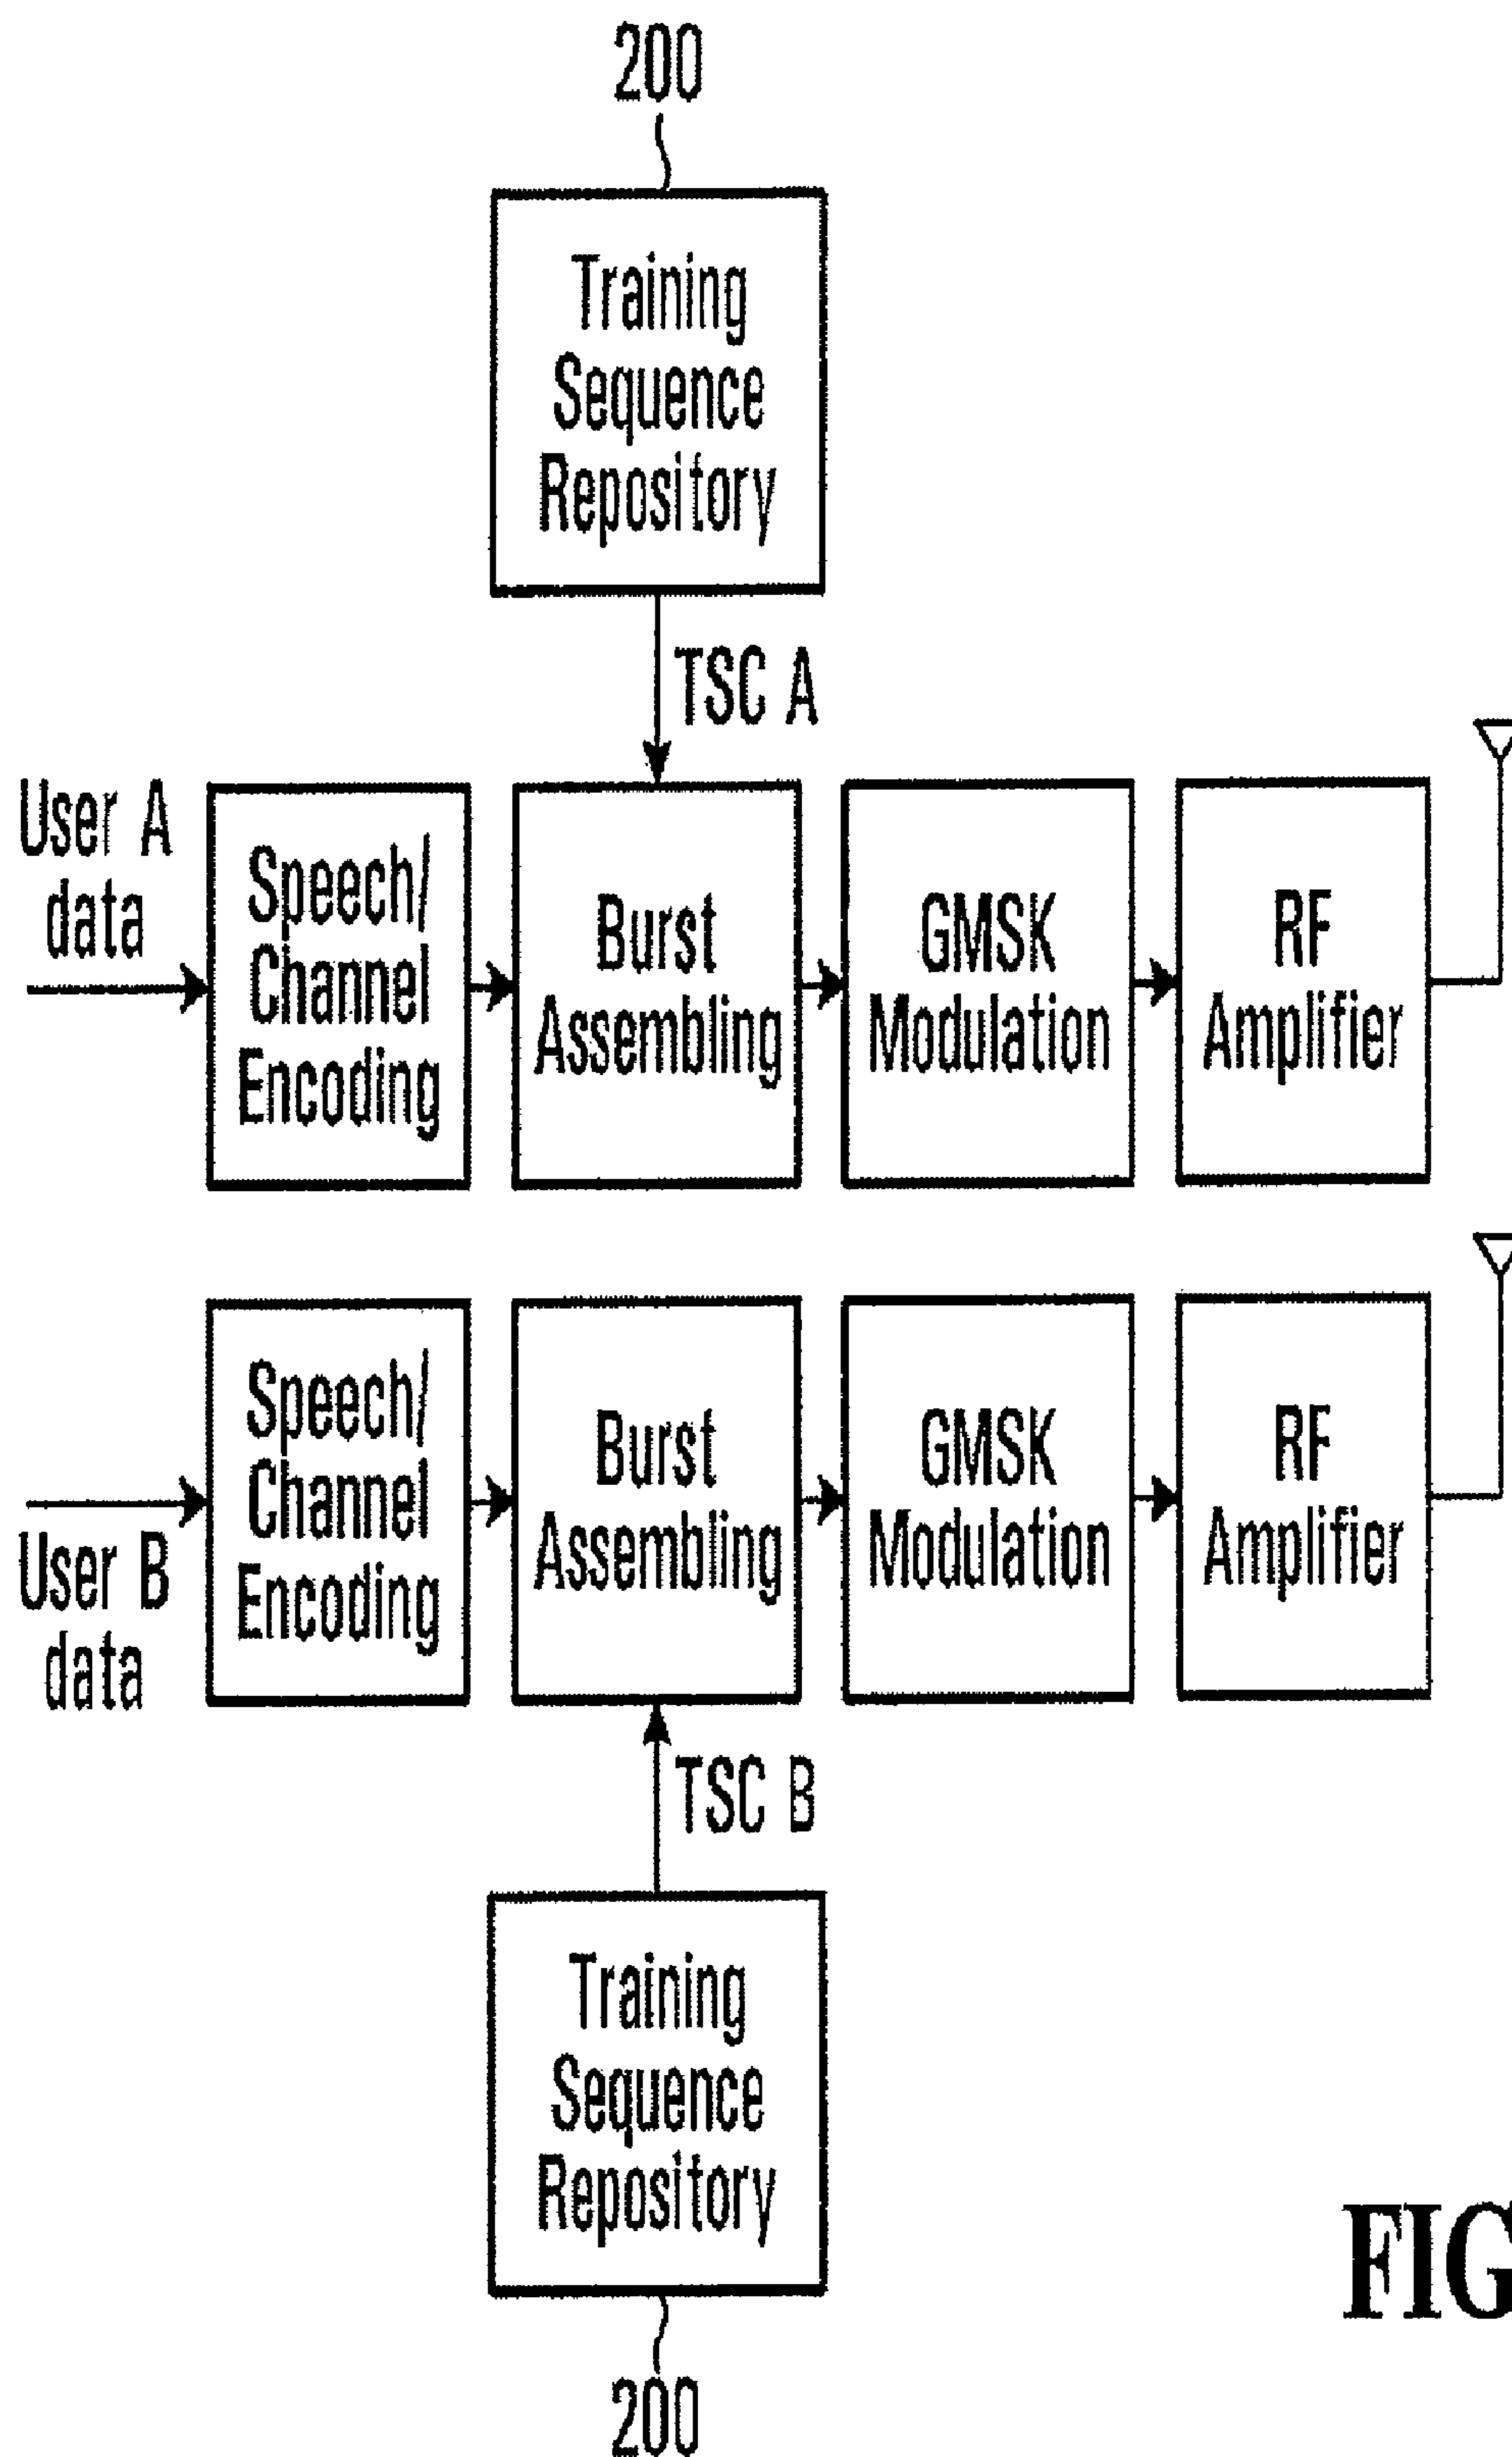 200
Training
Sequence
Repository
TSC A
User A
data
Speech/
Channel
Encoding
Burst
Assembling
GMSK
Modulation
RF
Amplifier
User B
data
Speech/
Channel
Encoding
Burst
Assembling
GMSK
Modulation
RF
Amplifier
TSC B
Training
Sequence
Repository
200
FIG